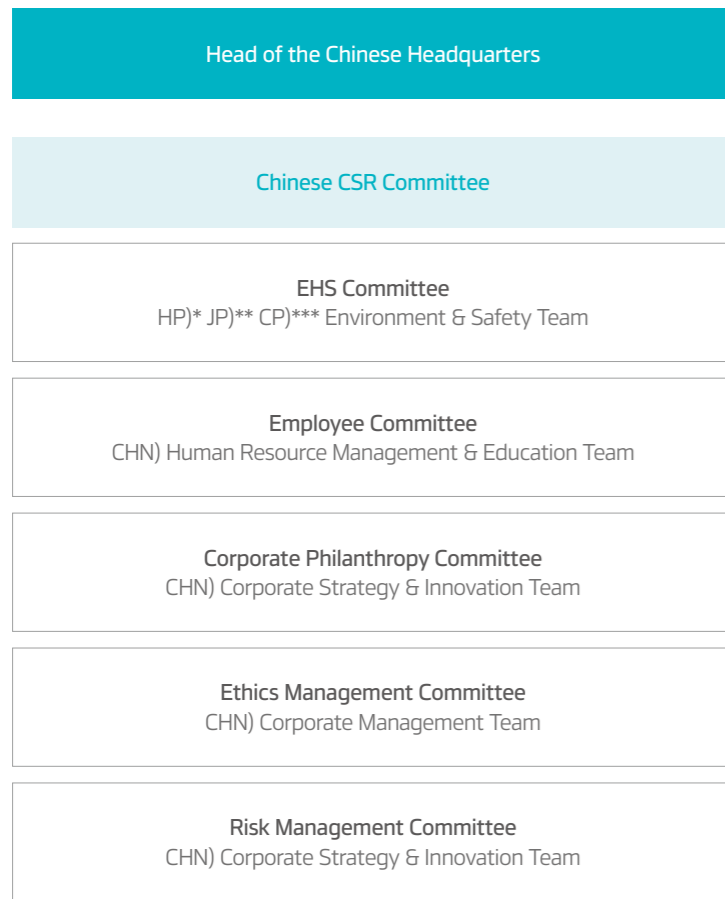 Head of the Chinese Headquarters
Chinese CSR Committee
EHS Committee
HP)* JP)** CP)*** Environment & Safety Team
Employee Committee
CHN) Human Resource Management & Education Team
Corporate Philanthropy Committee
CHN) Corporate Strategy & Innovation Team
Ethics Management Committee
CHN) Corporate Management Team
Risk Management Committee
CHN) Corporate Strategy & Innovation Team